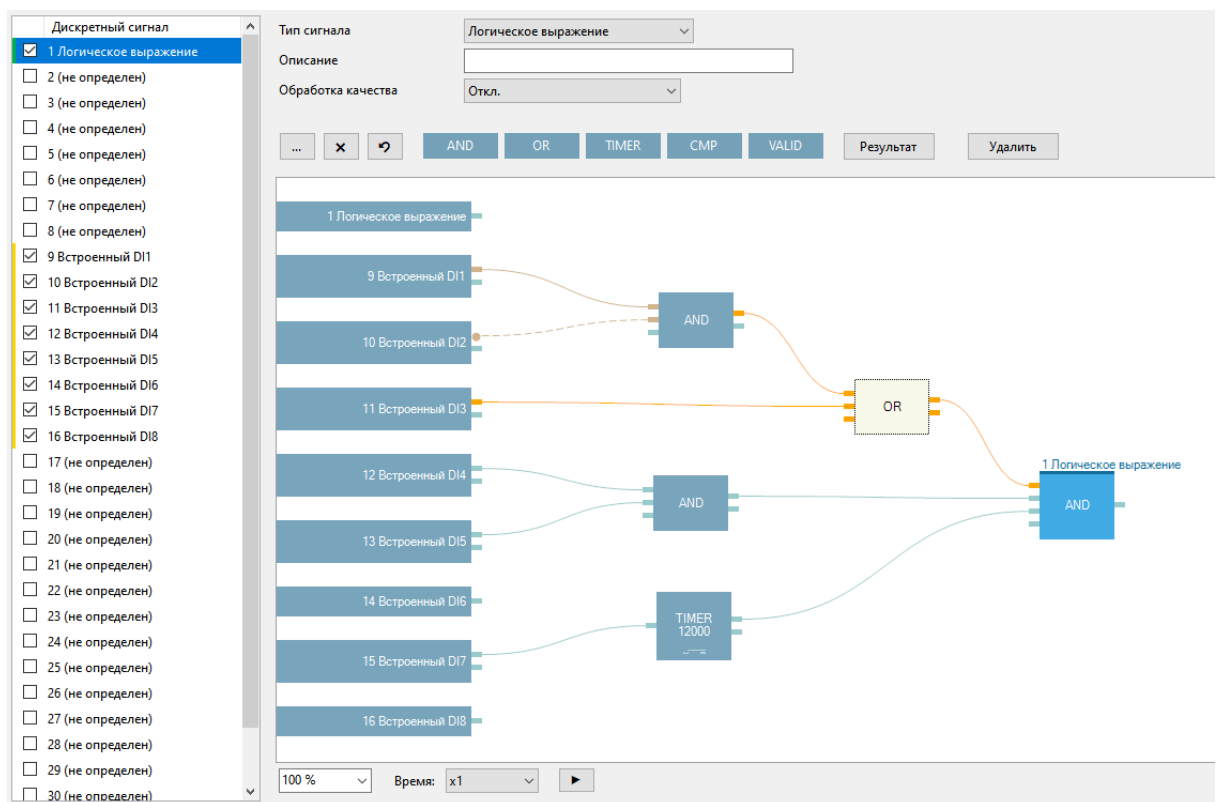 Дискретный сигнал
1 Логическое выражение
2 (не определен)
3 (не определен)
4 (не определен)
5 (не определен)
6 (не определен)
7 (не определен)
8 (не определен)
9 Встроенный DI1
10 Встроенный DI2
11 Встроенный DI3
12 Встроенный DI4
13 Встроенный DI5
14 Встроенный DI6
15 Встроенный DI7
16 Встроенный DI8
17 (не определен)
18 (не определен)
19 (не определен)
20 (не определен)
21 (не определен)
22 (не определен)
23 (не определен)
24 (не определен)
25 (не определен)
26 (не определен)
27 (не определен)
28 (не определен)
29 (не определен)
30 (не определен)
Тип сигнала Логическое выражение
Описание
Обработка качества Откл.
... AND OR TIMER CMP VALID Результат Удалить
1 Логическое выражение
9 Встроенный DI1
AND
10 Встроенный DI2
11 Встроенный DI3
OR
12 Встроенный DI4
1 Логическое выражение
AND
AND
13 Встроенный DI5
14 Встроенный DI6
TIMER
12000
15 Встроенный DI7
16 Встроенный DI8
100 % Время: x1